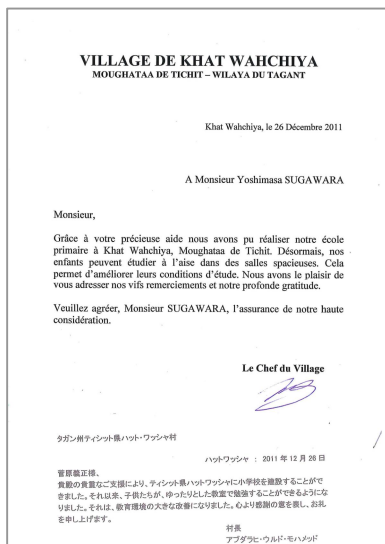 VILLAGE DE KHAT WAHCHIYA
MOUGHATAA DE TICHIT – WILAYA DU TAGANT
Khat Wahchiya, le 26 Décembre 2011
A Monsieur Yoshimasa SUGAWARA
Monsieur,
Grâce à votre précieuse aide nous avons pu réaliser notre école
primaire à Khat Wahchiya, Moughataa de Tichit. Désormais, nos
enfants peuvent étudier à l'aise dans des salles spacieuses. Cela
permet d'améliorer leurs conditions d'étude. Nous avons le plaisir de
vous adresser nos vifs remerciements et notre profonde gratitude.
Veuillez agréer, Monsieur SUGAWARA, l'assurance de notre haute
considération.
Le Chef du Village
タガン州ティシット県ハット・ワッシャ村
ハットワッシャ : 2011 年 12 月 26 日
菅原義正様、
貴殿の貴重なご支援により、ティシット県ハットワッシャに小学校を建設することがで
きました。それ以来、子供たちが、ゆったりとした教室で勉強することができるようにな
りました。それは、教育環境の大きな改善になりました。心より感謝の意を表し、お礼
を申し上げます。
村長
アブダラヒ・ウルド・モハメッド